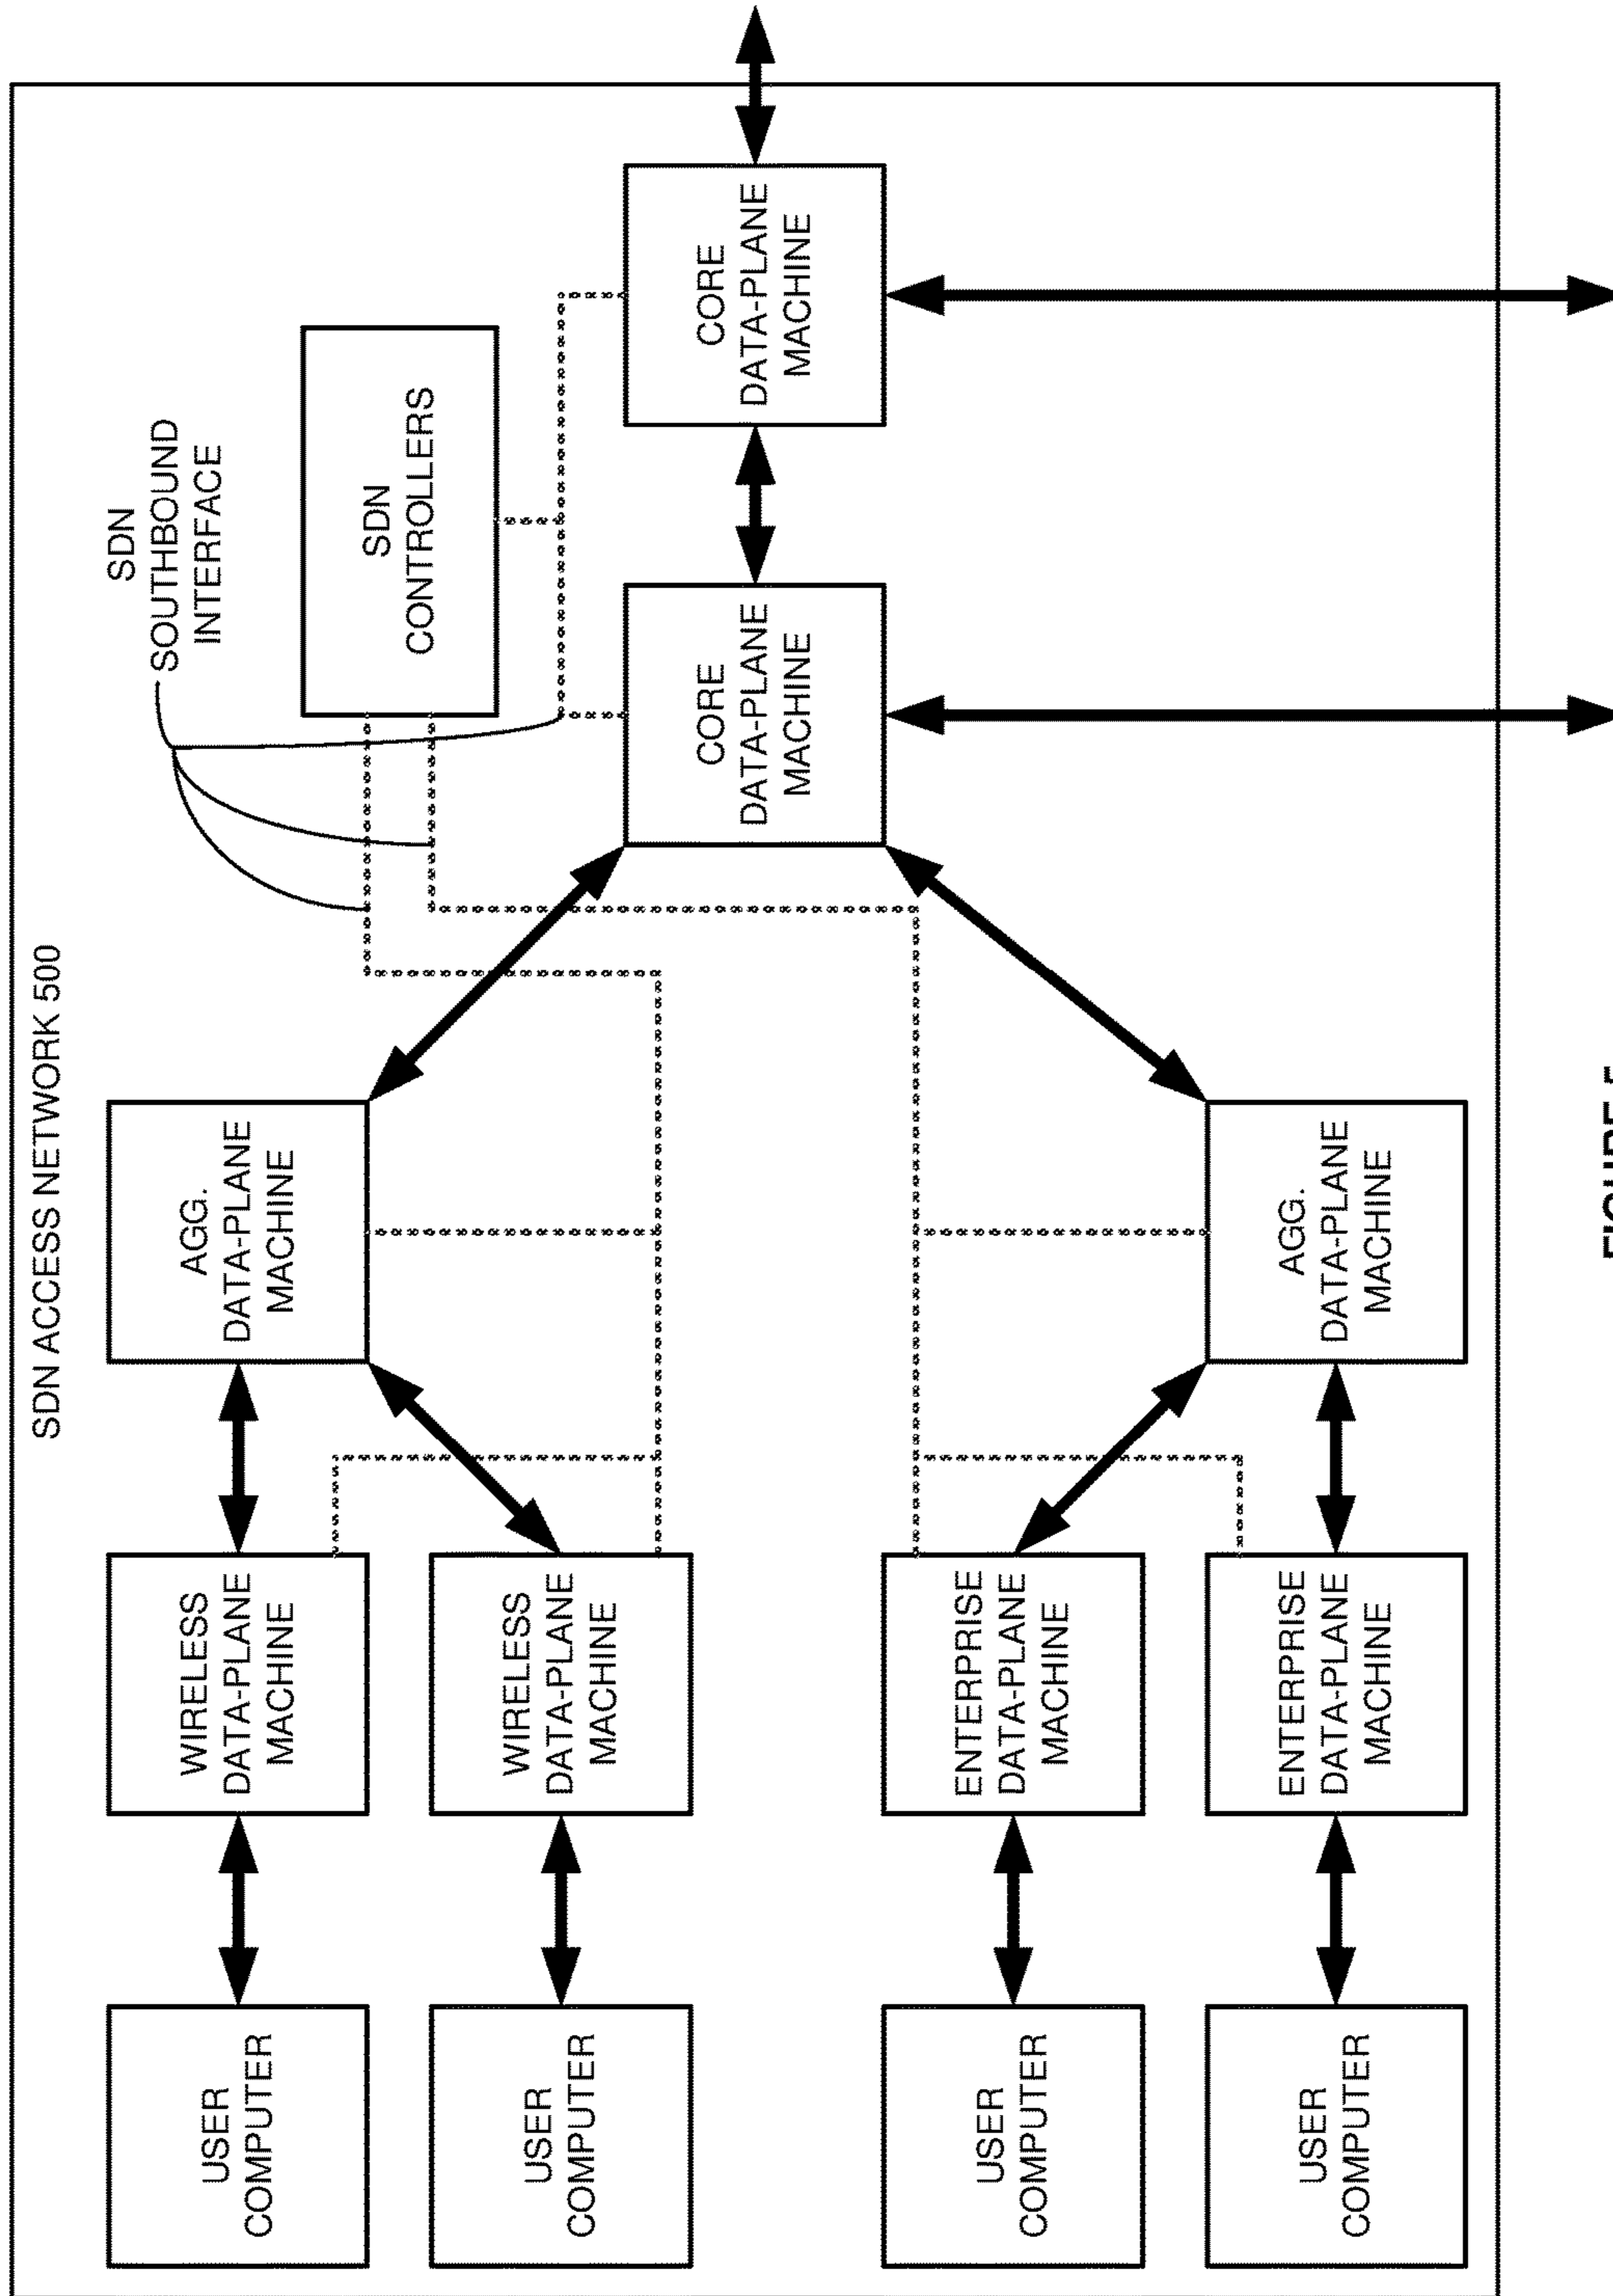 SDN ACCESS NETWORK 500
USER
COMPUTER
WIRELESS
DATA-PLANE
MACHINE
AGG.
DATA-PLANE
MACHINE
SDN
SOUTHBOUND
INTERFACE
SDN
CONTROLLERS
USER
COMPUTER
WIRELESS
DATA-PLANE
MACHINE
CORE
DATA-PLANE
MACHINE
CORE
DATA-PLANE
MACHINE
USER
COMPUTER
ENTERPRISE
DATA-PLANE
MACHINE
USER
COMPUTER
ENTERPRISE
DATA-PLANE
MACHINE
AGG.
DATA-PLANE
MACHINE
FIGURE 5